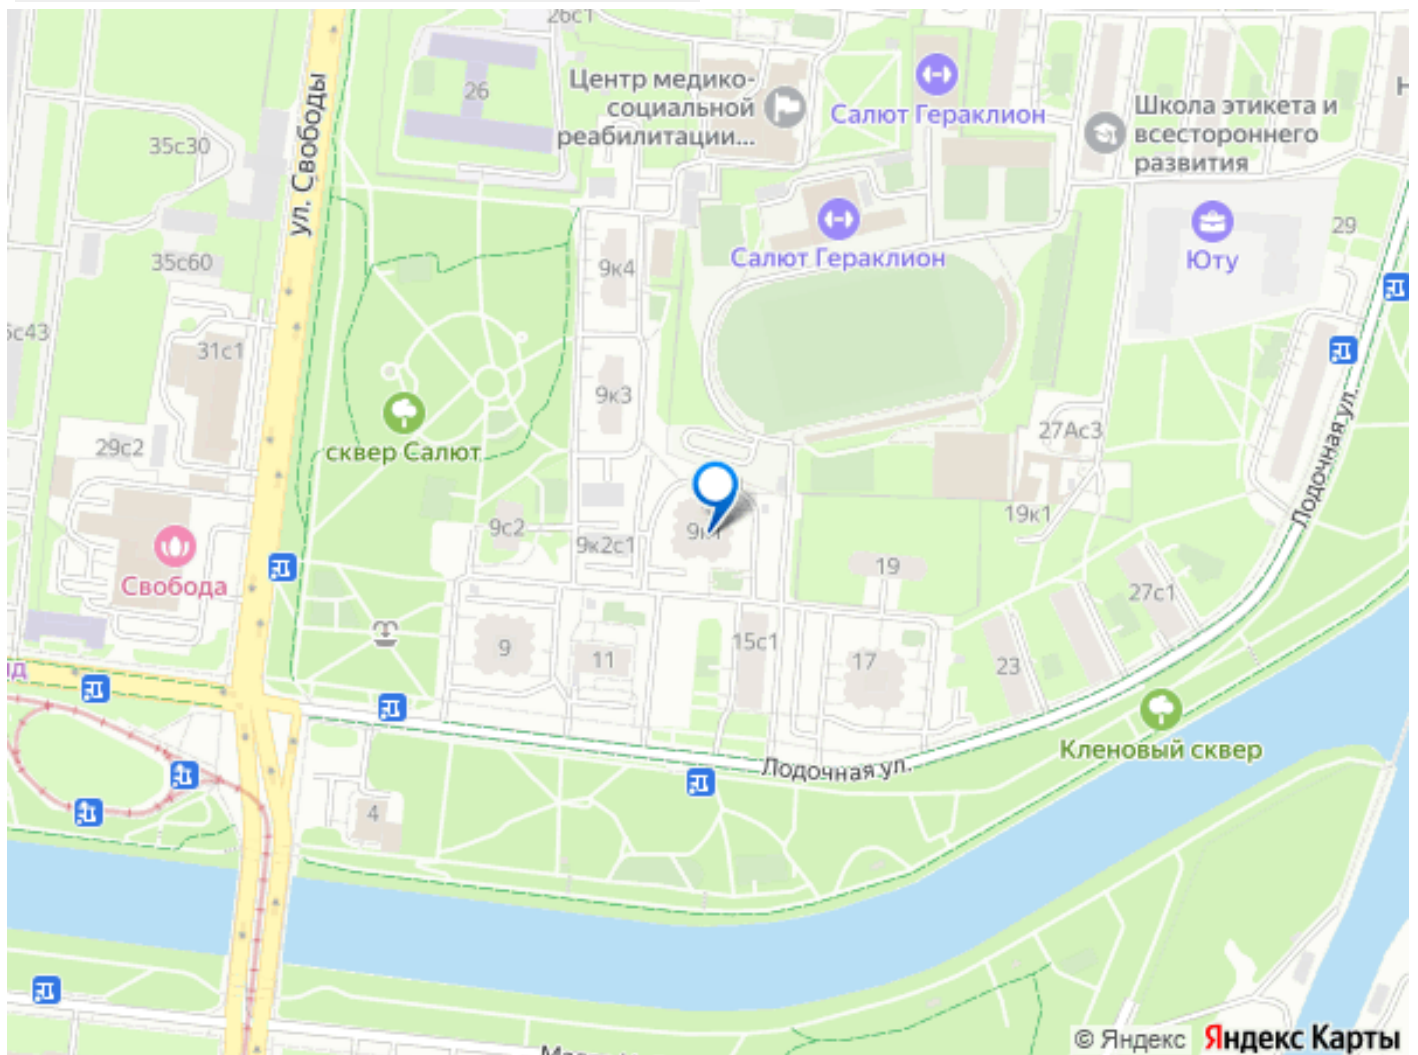 26с1
ул. Свободы
26
Центр медико-
социальной
реабилитации...
Салют Гераклион
Школа этикета и
всестороннего
развития
Н
35с30
29
35с60
9к4
Салют Гераклион
Юту
5с43
31с1
9к3
29с2
сквер Салют
27Ас3
Лодочная ул.
9с2
9к2с1
9к1
19к1
Свобода
19
27с1
9
11
15с1
17
23
Кленовый сквер
Лодочная ул.
4
© Яндекс Яндекс Карты